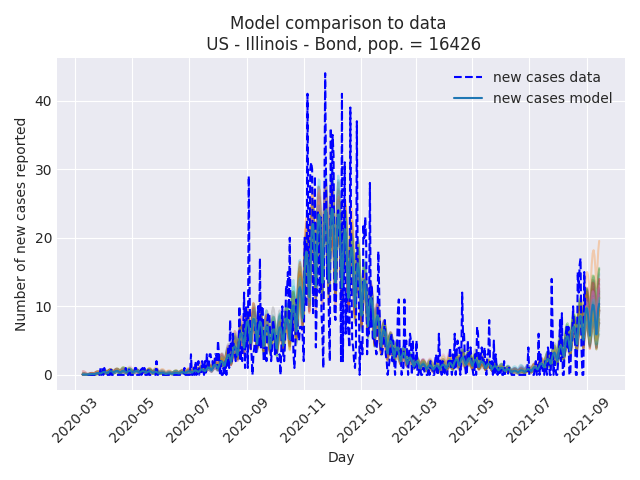 Model comparison to data
US - Illinois - Bond, pop. = 16426
new cases data
new cases model
Number of new cases reported
40
30
20
10
0
2020-03
2020-05
2020-07
2020-09
2020-11
2021-01
2021-03
2021-05
2021-07
2021-09
Day